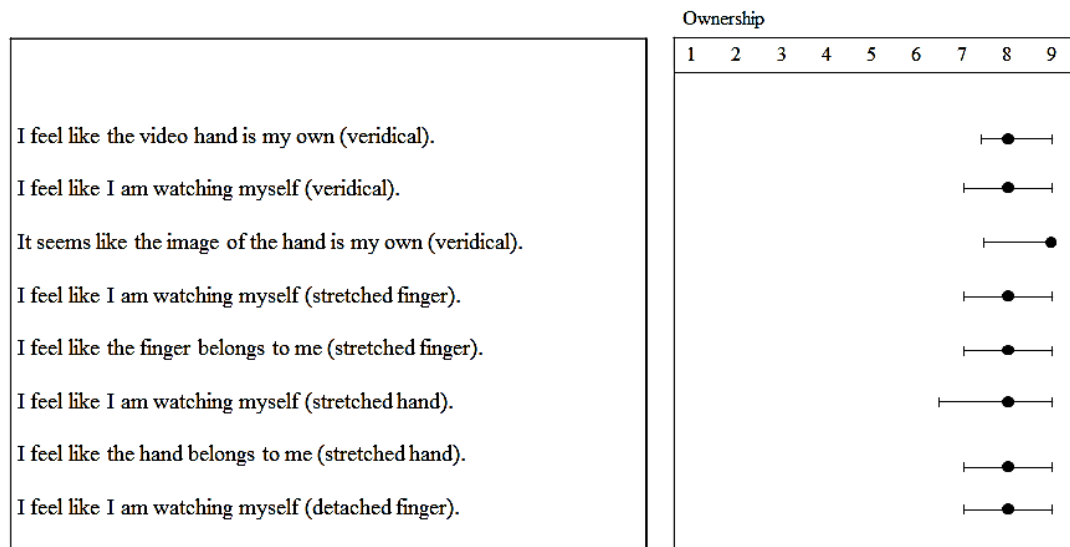 Ownership
1 2 3 4 5 6 7 8 9
I feel like the video hand is my own (veridical).
I feel like I am watching myself (veridical).
It seems like the image of the hand is my own (veridical).
I feel like I am watching myself (stretched finger).
I feel like the finger belongs to me (stretched finger).
I feel like I am watching myself (stretched hand).
I feel like the hand belongs to me (stretched hand).
I feel like I am watching myself (detached finger).